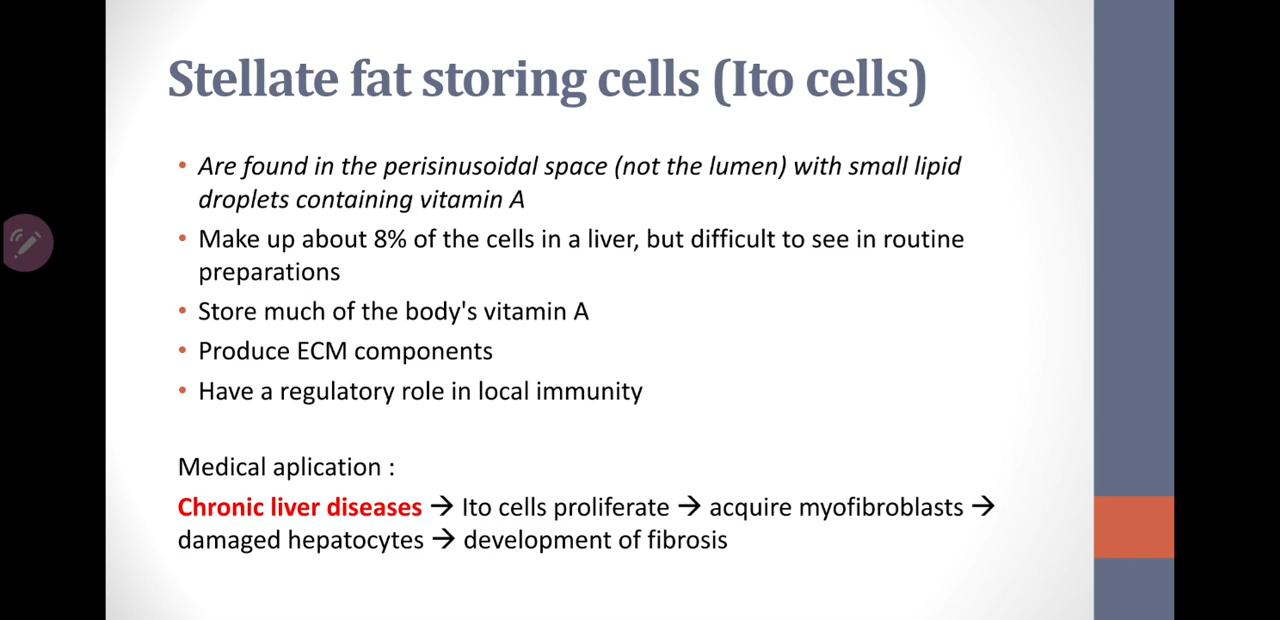 Stellate fat storing cells (Ito cells)
• Are found in the perisinusoidal space (not the lumen) with small lipid
droplets containing vitamin A
• Make up about 8% of the cells in a liver, but difficult to see in routine
preparations
• Store much of the body's vitamin A
• Produce ECM components
• Have a regulatory role in local immunity
Medical aplication :
Chronic liver diseases → Ito cells proliferate → acquire myofibroblasts →
damaged hepatocytes → development of fibrosis